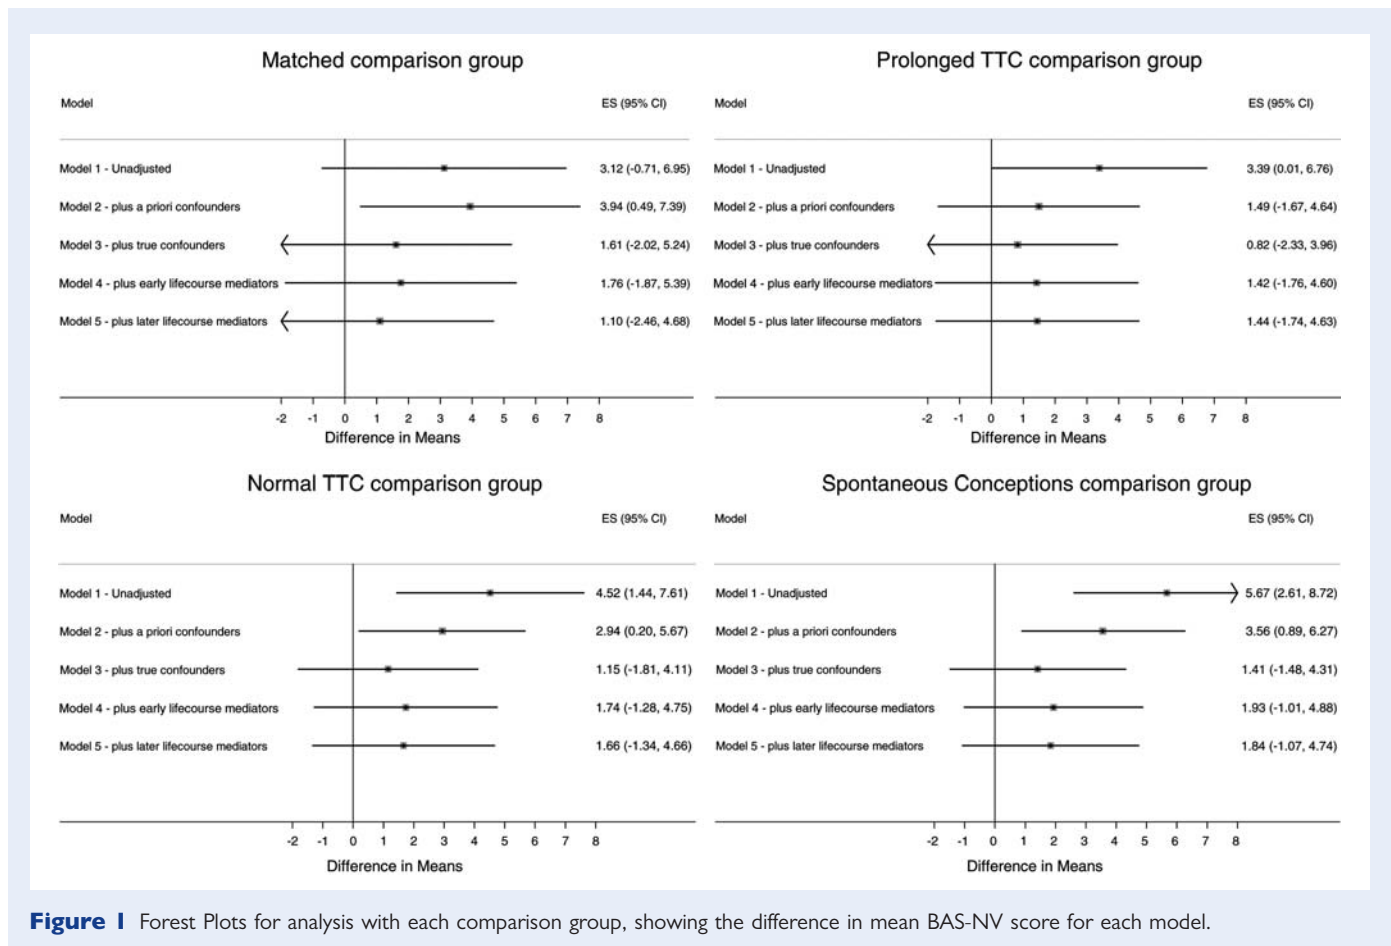 Matched comparison group
Model ES (95% CI)
Model 1 - Unadjusted 3.12 (-0.71, 6.95)
Model 2 - plus a priori confounders 3.94 (0.49, 7.39)
Model 3 - plus true confounders 1.61 (-2.02, 5.24)
Model 4 - plus early lifecourse mediators 1.76 (-1.87, 5.39)
Model 5 - plus later lifecourse mediators 1.10 (-2.46, 4.68)
-2 -1 0 1 2 3 4 5 6 7 8
Difference in Means
Prolonged TTC comparison group
Model ES (95% CI)
Model 1 - Unadjusted 3.39 (0.01, 6.76)
Model 2 - plus a priori confounders 1.49 (-1.67, 4.64)
Model 3 - plus true confounders 0.82 (-2.33, 3.96)
Model 4 - plus early lifecourse mediators 1.42 (-1.76, 4.60)
Model 5 - plus later lifecourse mediators 1.44 (-1.74, 4.63)
-2 -1 0 1 2 3 4 5 6 7 8
Difference in Means
Normal TTC comparison group
Model ES (95% CI)
Model 1 - Unadjusted 4.52 (1.44, 7.61)
Model 2 - plus a priori confounders 2.94 (0.20, 5.67)
Model 3 - plus true confounders 1.15 (-1.81, 4.11)
Model 4 - plus early lifecourse mediators 1.74 (-1.28, 4.75)
Model 5 - plus later lifecourse mediators 1.66 (-1.34, 4.66)
-2 -1 0 1 2 3 4 5 6 7 8
Difference in Means
Spontaneous Conceptions comparison group
Model ES (95% CI)
Model 1 - Unadjusted 5.67 (2.61, 8.72)
Model 2 - plus a priori confounders 3.56 (0.89, 6.27)
Model 3 - plus true confounders 1.41 (-1.48, 4.31)
Model 4 - plus early lifecourse mediators 1.93 (-1.01, 4.88)
Model 5 - plus later lifecourse mediators 1.84 (-1.07, 4.74)
-2 -1 0 1 2 3 4 5 6 7 8
Difference in Means
Figure 1 Forest Plots for analysis with each comparison group, showing the difference in mean BAS-NV score for each model.